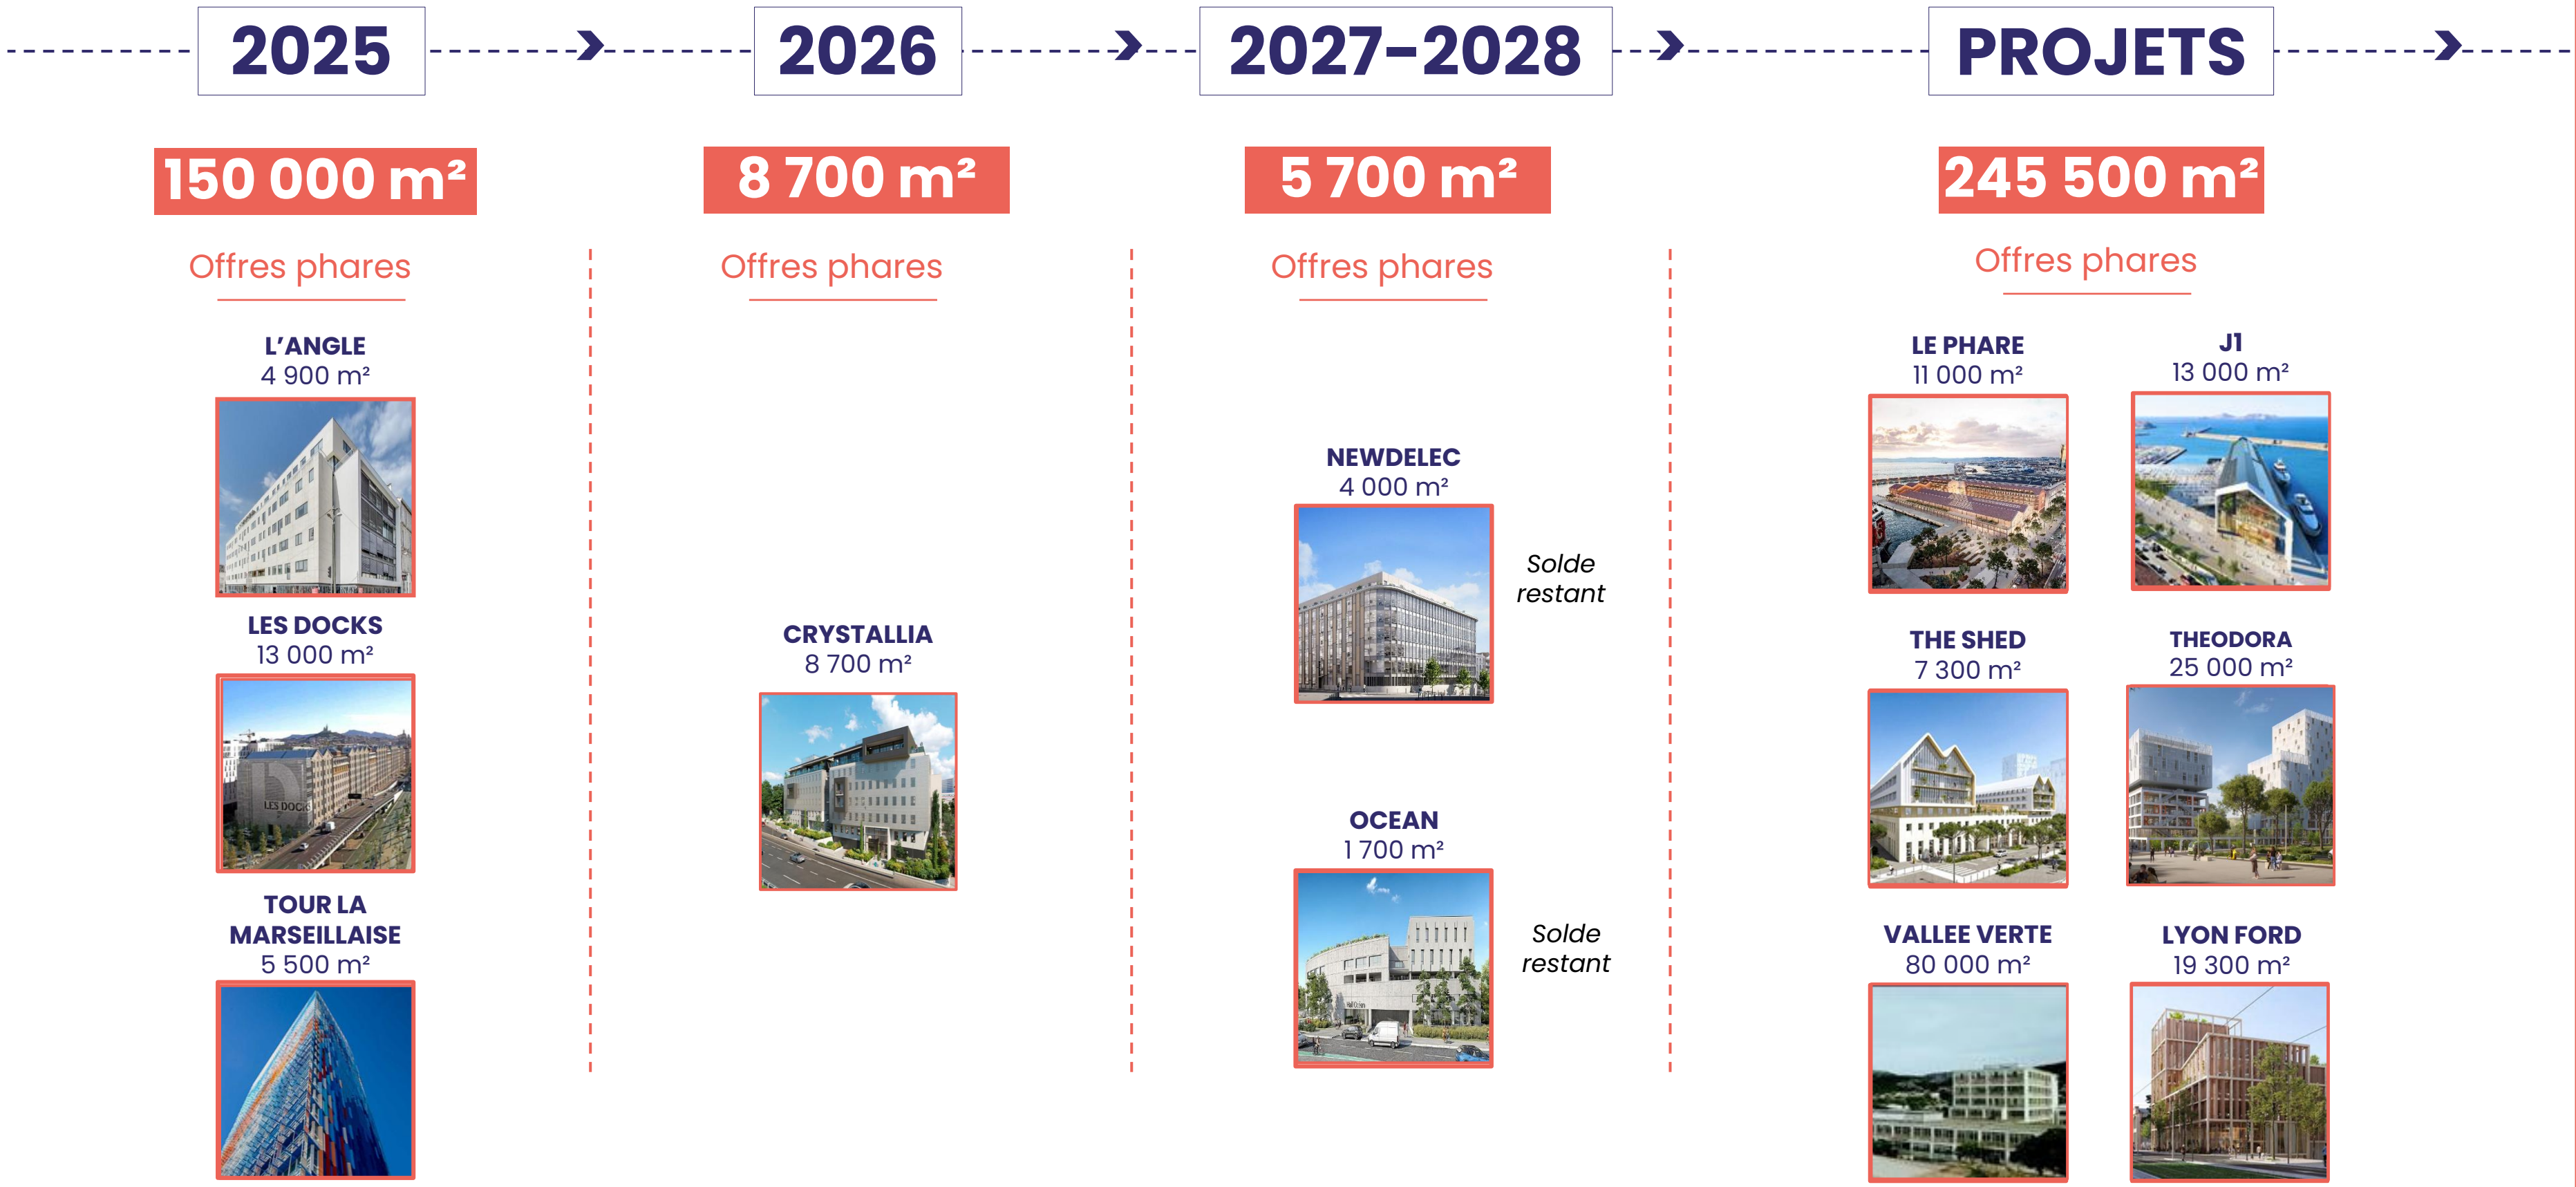 2025
2026
2027-2028
PROJETS
150 000 m²
8 700 m²
5 700 m²
245 500 m²
Offres phares
Offres phares
Offres phares
Offres phares
L'ANGLE
4 900 m²
LES DOCKS
13 000 m²
LES DOCKS
TOUR LA
MARSEILLAISE
5 500 m²
CRYSTALLIA
8 700 m²
NEWDELEC
4 000 m²
Solde
restant
OCEAN
1 700 m²
Solde
restant
LE PHARE
11 000 m²
J1
13 000 m²
THE SHED
7 300 m²
THEODORA
25 000 m²
VALLEE VERTE
80 000 m²
LYON FORD
19 300 m²